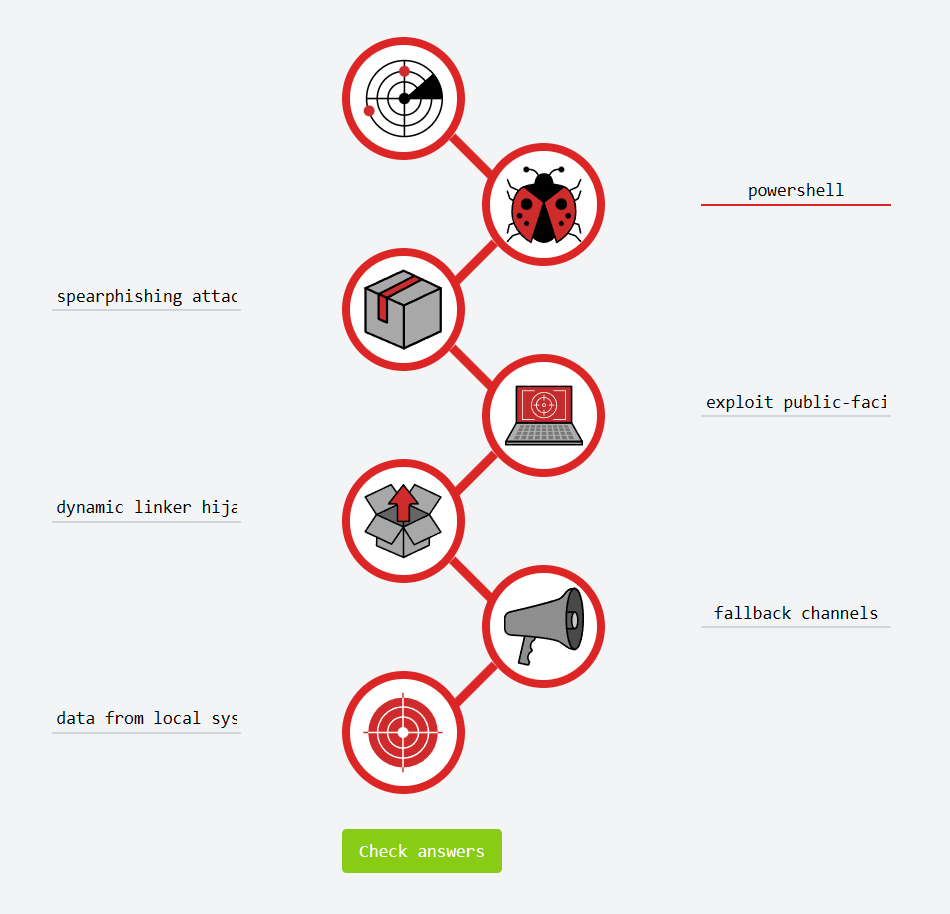 powershell
spearphishing attac
exploit public-faci
dynamic linker hija
fallback channels
data from local sys
Check answers